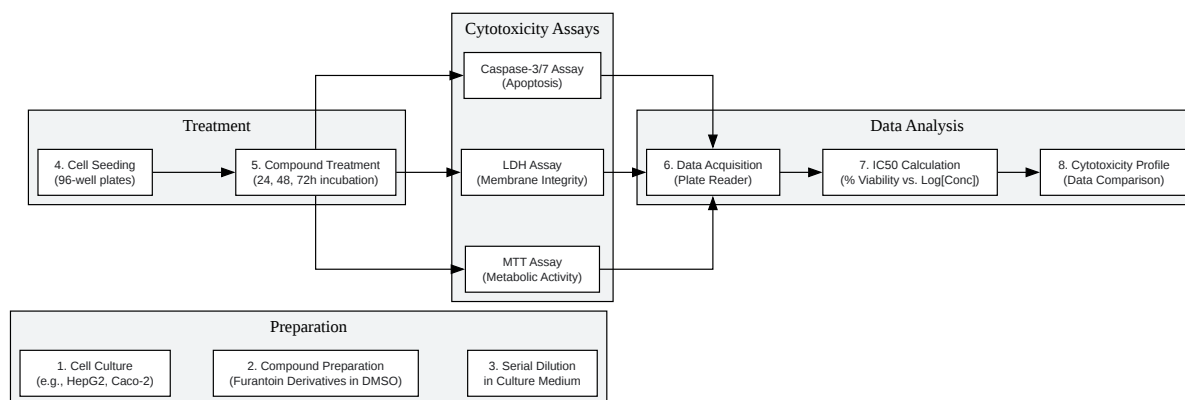 Cytotoxicity Assays
Caspase-3/7 Assay
(Apoptosis)
Treatment
Data Analysis
4. Cell Seeding
(96-well plates)
5. Compound Treatment
(24, 48, 72h incubation)
LDH Assay
(Membrane Integrity)
6. Data Acquisition
(Plate Reader)
7. IC50 Calculation
(% Viability vs. Log[Conc])
8. Cytotoxicity Profile
(Data Comparison)
MTT Assay
(Metabolic Activity)
Preparation
1. Cell Culture
(e.g., HepG2, Caco-2)
2. Compound Preparation
(Furantoin Derivatives in DMSO)
3. Serial Dilution
in Culture Medium